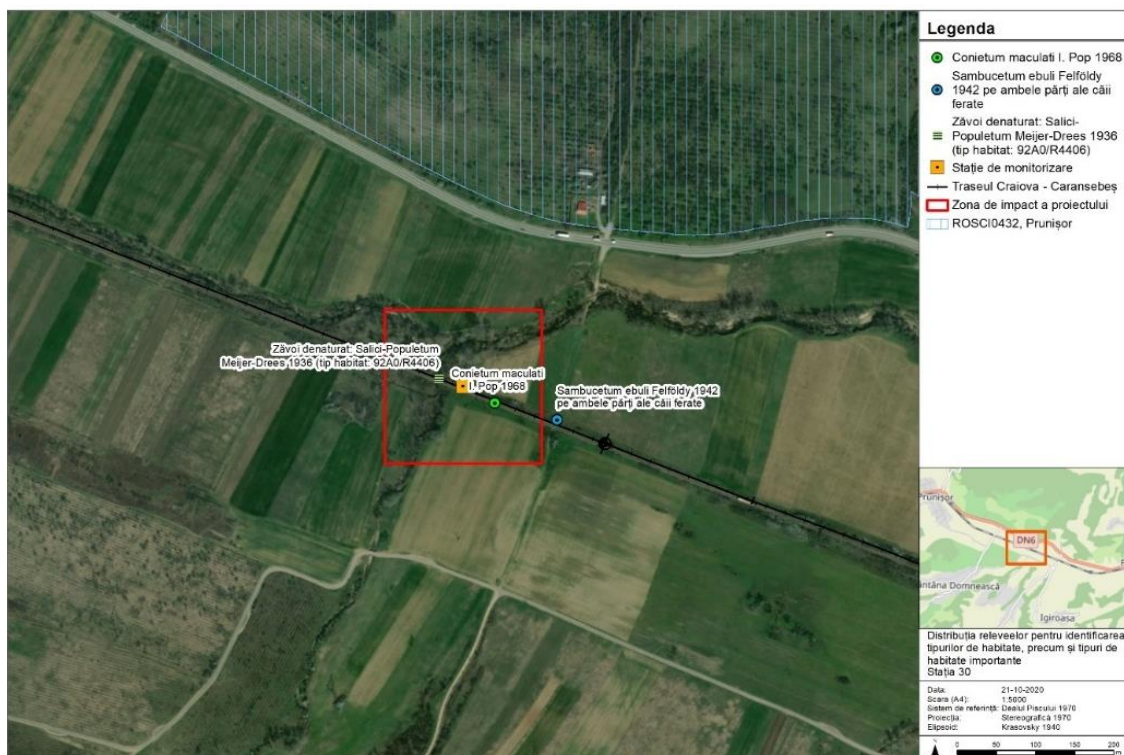 Legenda
Conietum maculati I. Pop 1968
Sambucetum ebuli Felföldy
1942 pe ambele părți ale căii
ferate
Zăvoi denaturat: Salici-
Populetum Meijer-Drees 1936
(tip habitat: 92A0/R4406)
Stație de monitorizare
Traseul Craiova - Caransebeș
Zona de impact a proiectului
ROSCI0432, Prunișor
Zăvoi denaturat: Salici-Populetum
Meijer-Drees 1936 (tip habitat: 92A0/R4406)
Conietum maculati
I. Pop 1968
Sambucetum ebuli Felföldy 1942
pe ambele părți ale căii ferate
Prunișor
DN6
ntâna Domnească
Igiroasa
Distribuția releveelor pentru identificarea
tipurilor de habitate, precum și tipuri de
habitate importante
Stația 30
Data: 21-10-2020
Scara (A4): 1:5000
Sistem de referință: Dealul Piscului 1970
Proiecția: Stereografică 1970
Elipsoid: Krasovsky 1940
0 50 100 150 200